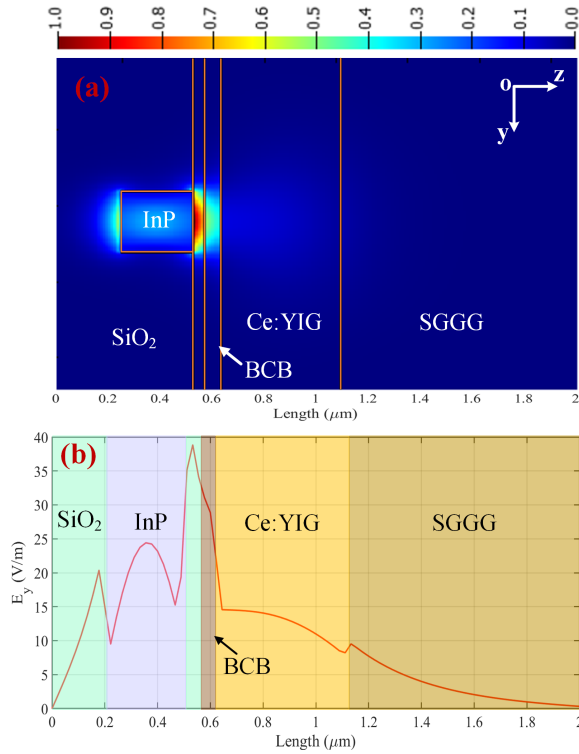 1.0 0.9 0.8 0.7 0.6 0.5 0.4 0.3 0.2 0.1 0.0
(a)
o z
y
InP
SiO₂ Ce:YIG SGGG
BCB
0 0.2 0.4 0.6 0.8 1 1.2 1.4 1.6 1.8 2
Length (μm)
(b)
40
35
30
25
20
15
10
5
0
E_y (V/m)
SiO₂ InP Ce:YIG SGGG
BCB
0 0.2 0.4 0.6 0.8 1 1.2 1.4 1.6 1.8 2
Length (μm)